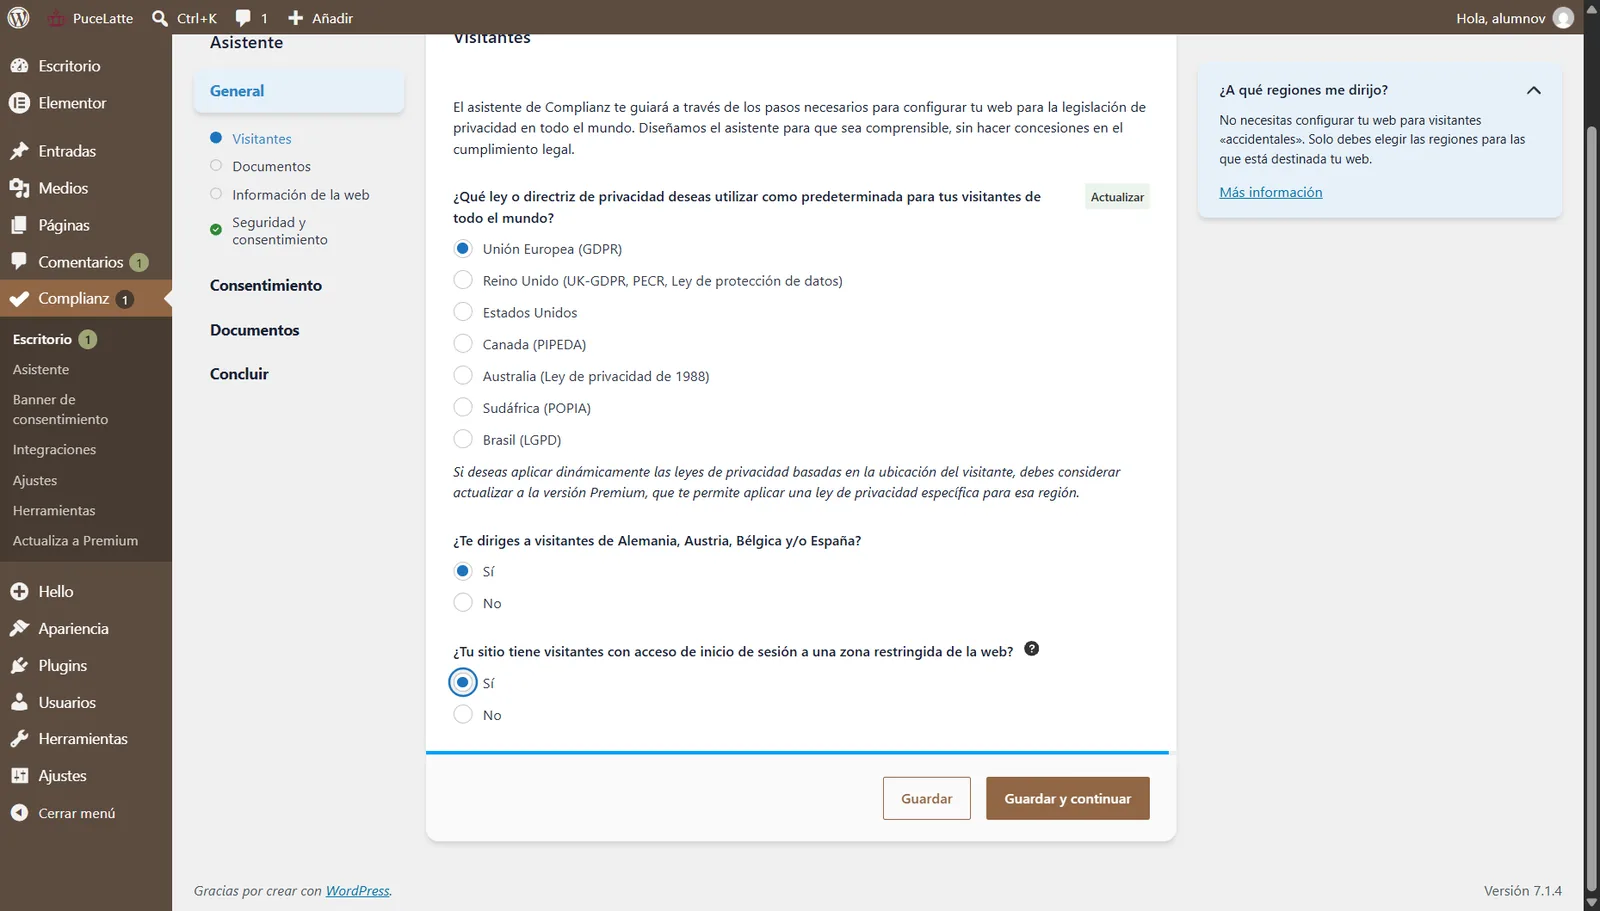 PucеLatte
Ctrl+K
1
Añadir
Hola, alumnov
Escritorio
Elementor
Entradas
Medios
Páginas
Comentarios 1
Complianz 1
Escritorio 1
Asistente
Banner de
consentimiento
Integraciones
Ajustes
Herramientas
Actualiza a Premium
Hello
Apariencia
Plugins
Usuarios
Herramientas
Ajustes
Cerrar menú
Asistente
General
Visitantes
Documentos
Información de la web
Seguridad y
consentimiento
Consentimiento
Documentos
Concluir
Visitantes
El asistente de Complianz te guiará a través de los pasos necesarios para configurar tu web para la legislación de
privacidad en todo el mundo. Diseñamos el asistente para que sea comprensible, sin hacer concesiones en el
cumplimiento legal.
¿Qué ley o directriz de privacidad deseas utilizar como predeterminada para tus visitantes de
todo el mundo?
Actualizar
Unión Europea (GDPR)
Reino Unido (UK-GDPR, PECR, Ley de protección de datos)
Estados Unidos
Canada (PIPEDA)
Australia (Ley de privacidad de 1988)
Sudáfrica (POPIA)
Brasil (LGPD)
Si deseas aplicar dinámicamente las leyes de privacidad basadas en la ubicación del visitante, debes considerar
actualizar a la versión Premium, que te permite aplicar una ley de privacidad específica para esa región.
¿Te diriges a visitantes de Alemania, Austria, Bélgica y/o España?
Sí
No
¿Tu sitio tiene visitantes con acceso de inicio de sesión a una zona restringida de la web? ?
Sí
No
Guardar
Guardar y continuar
¿A qué regiones me dirijo?
No necesitas configurar tu web para visitantes
«accidentales». Solo debes elegir las regiones para las
que está destinada tu web.
Más información
Gracias por crear con WordPress.
Versión 7.1.4